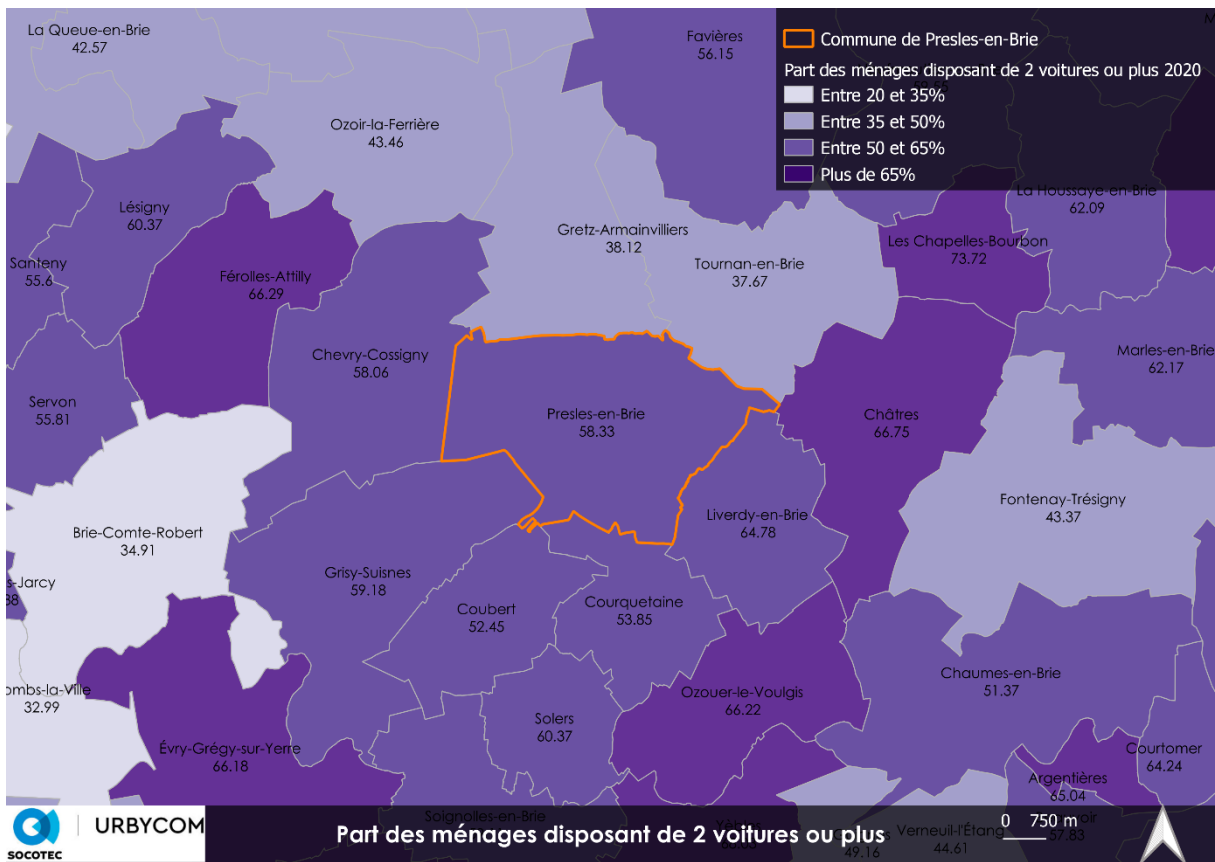 La Queue-en-Brie
42.57
Favières
56.15
Commune de Presles-en-Brie
Part des ménages disposant de 2 voitures ou plus 2020
Entre 20 et 35%
Entre 35 et 50%
Entre 50 et 65%
Plus de 65%
Ozoir-la-Ferrière
43.46
La Houssaye-en-Brie
62.09
Lésigny
60.37
Gretz-Armainvilliers
38.12
Les Chapelles-Bourbon
73.72
Santeny
55.6
Férolles-Attilly
66.29
Tournan-en-Brie
37.67
Chevry-Cossigny
58.06
Marles-en-Brie
62.17
Servon
55.81
Presles-en-Brie
58.33
Châtres
66.75
Fontenay-Trésigny
43.37
Liverdy-en-Brie
64.78
Brie-Comte-Robert
34.91
Grisy-Suisnes
59.18
s-Jarcy
38
Coubert
52.45
Courquetaine
53.85
Chaumes-en-Brie
51.37
ombs-la-Ville
32.99
Ozouer-le-Voulgis
66.22
Solers
60.37
Évry-Grégy-sur-Yerre
66.18
Courtomer
64.24
Argentières
65.04
Soignolles-en-Brie
Verneuil-l'Étang
44.61
49.16
57.83
SOCOTEC
URBYCOM
Part des ménages disposant de 2 voitures ou plus
0 750 m